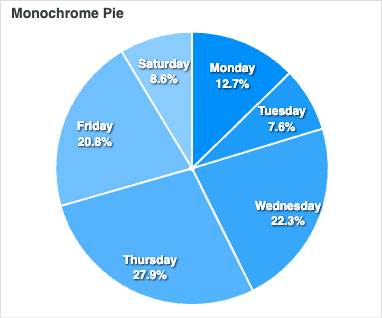 Monochrome Pie
Monday
12.7%
Tuesday
7.6%
Wednesday
22.3%
Thursday
27.9%
Friday
20.8%
Saturday
8.6%